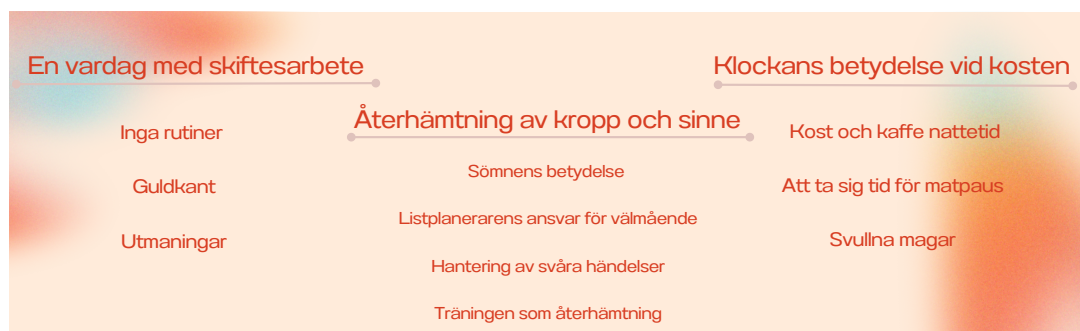 En vardag med skiftesarbete
Inga rutiner
Guldkant
Utmaningar
Återhämtning av kropp och sinne
Sömnens betydelse
Listplanerarens ansvar för välmående
Hantering av svåra händelser
Träningen som återhämtning
Klockans betydelse vid kosten
Kost och kaffe nattetid
Att ta sig tid för matpaus
Svullna magar